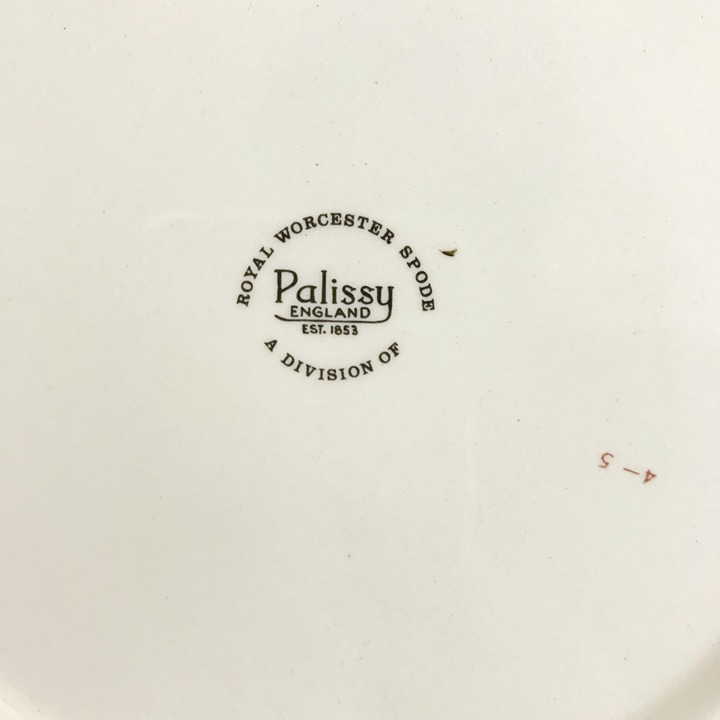 A DIVISION OF
ROYAL WORCESTER SPODE
Palissy
ENGLAND
EST. 1853
4-5